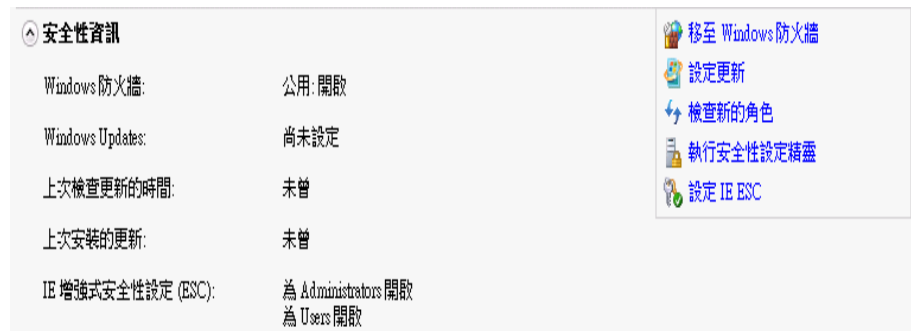 安全性資訊
Windows 防火牆: 公用: 開啟
Windows Updates: 尚未設定
上次檢查更新的時間: 未曾
上次安裝的更新: 未曾
IE 增強式安全性設定 (ESC): 為 Administrators 開啟
為 Users 開啟
移至 Windows 防火牆
設定更新
檢查新的角色
執行安全性設定精靈
設定 IE ESC